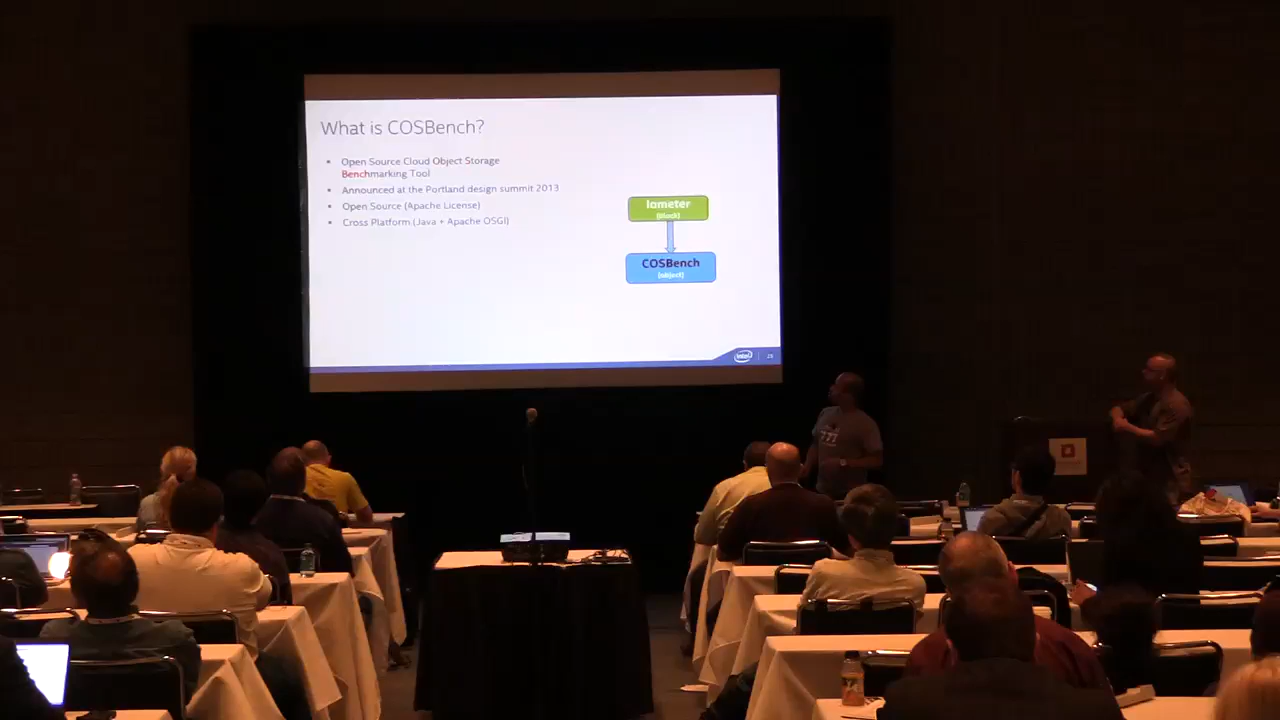 What is COSBench?
• Open Source Cloud Object Storage
Benchmarking Tool
• Announced at the Portland design summit 2013
• Open Source (Apache License)
• Cross Platform (Java + Apache OSGI)
Iometer
(block)
COSBench
(object)
intel